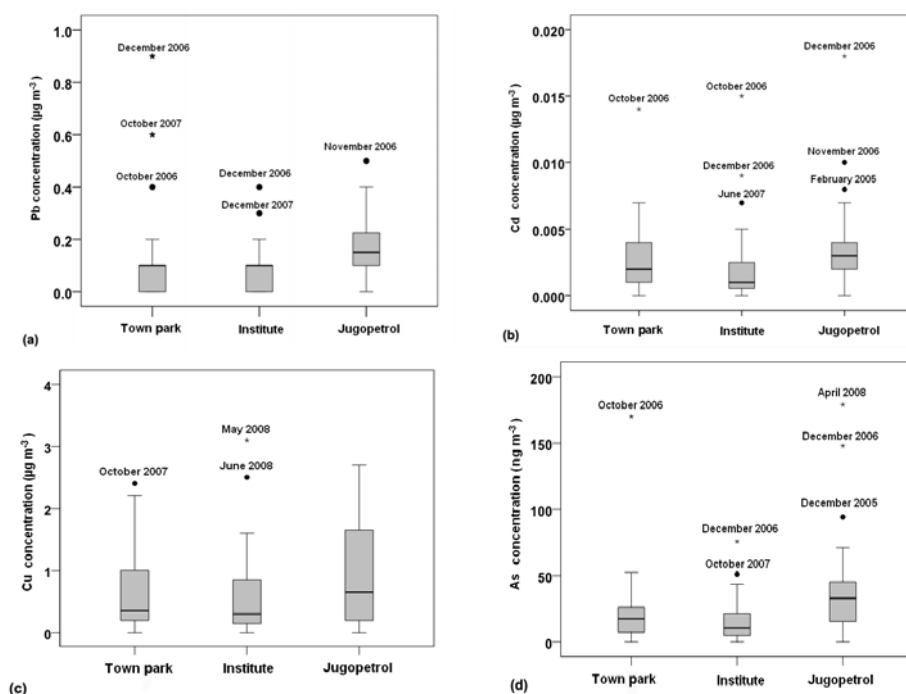 Pb concentration (µg m⁻³)
1.0
0.8
0.6
0.4
0.2
0.0
December 2006
October 2007
October 2006
December 2006
December 2007
November 2006
Town park Institute Jugopetrol
(a)
Cd concentration (µg m⁻³)
0.020
0.015
0.010
0.005
0.000
October 2006
October 2006
December 2006
June 2007
December 2006
November 2006
February 2005
Town park Institute Jugopetrol
(b)
Cu concentration (µg m⁻³)
4
3
2
1
0
October 2007
May 2008
June 2008
Town park Institute Jugopetrol
(c)
As concentration (ng m⁻³)
200
150
100
50
0
October 2006
December 2006
October 2007
April 2008
December 2006
December 2005
Town park Institute Jugopetrol
(d)